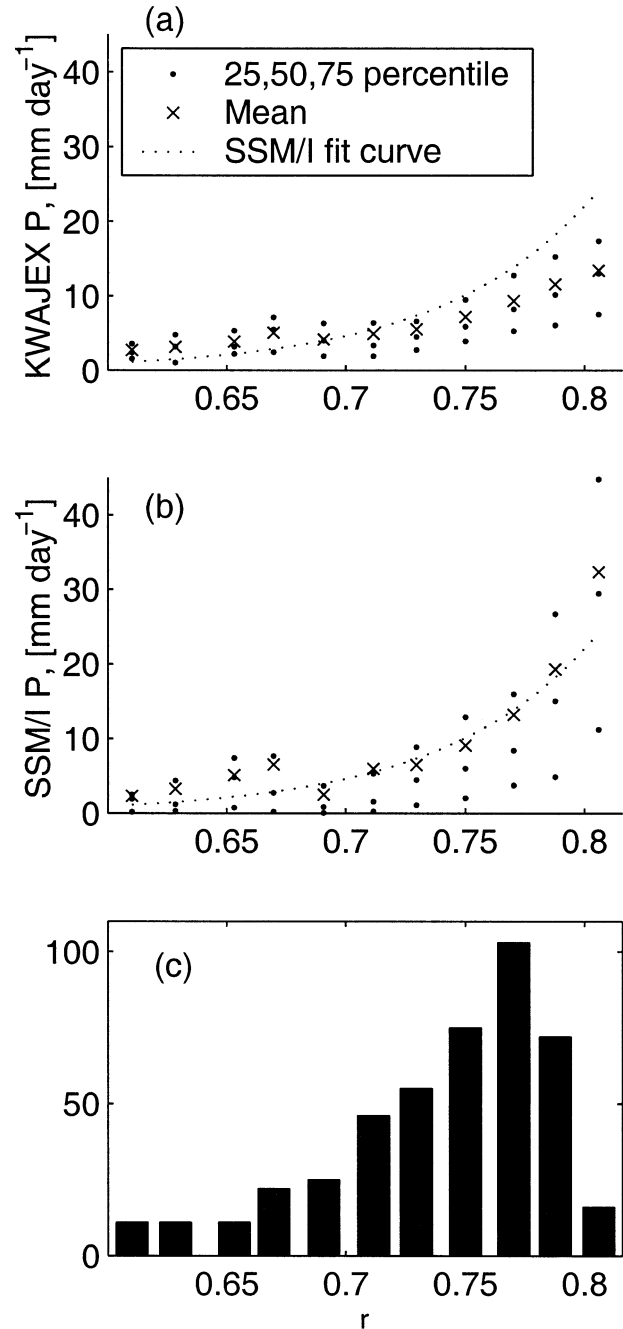 (a)
40
30
20
10
0
KWAJEX P, [mm day⁻¹]
25,50,75 percentile
Mean
SSM/I fit curve
0.65 0.7 0.75 0.8
(b)
40
30
20
10
0
SSM/I P, [mm day⁻¹]
0.65 0.7 0.75 0.8
(c)
100
50
0
0.65 0.7 0.75 0.8
r